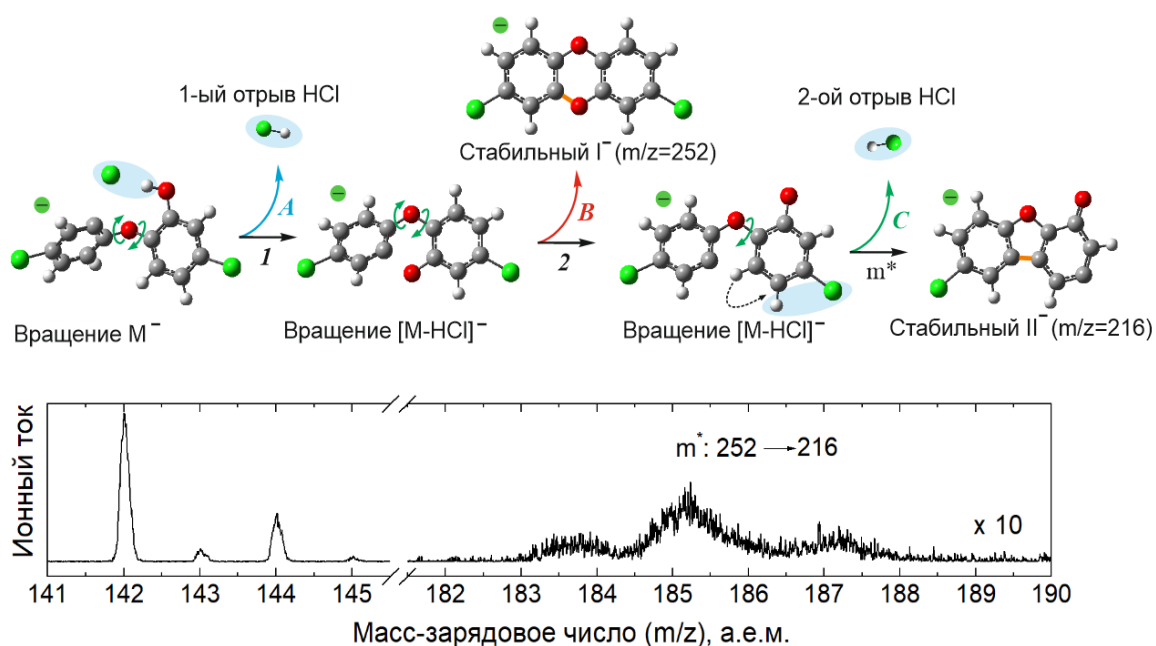 1-ый отрыв HCl
2-ой отрыв HCl
Стабильный I⁻ (m/z=252)
A
1
B
2
C
m*
Вращение M⁻
Вращение [M-HCl]⁻
Вращение [M-HCl]⁻
Стабильный II⁻ (m/z=216)
Ионный ток
m*: 252 → 216
x 10
141 142 143 144 145 182 183 184 185 186 187 188 189 190
Масс-зарядовое число (m/z), а.е.м.